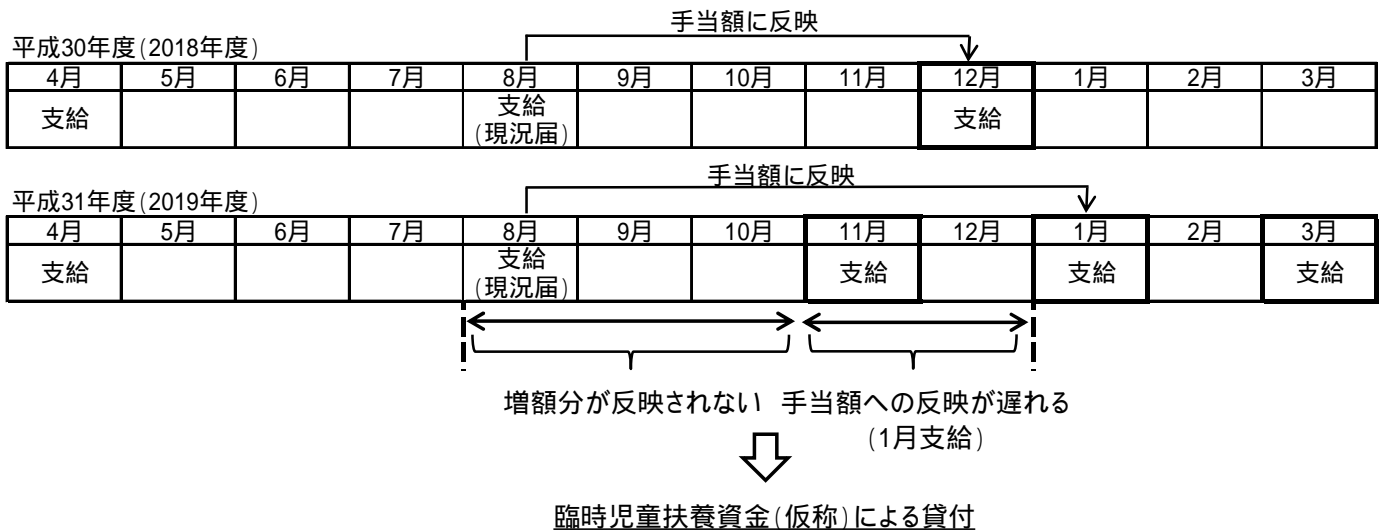 手当額に反映
平成30年度(2018年度)
4月 5月 6月 7月 8月 9月 10月 11月 12月 1月 2月 3月
支給 支給 支給
(現況届)
手当額に反映
平成31年度(2019年度)
4月 5月 6月 7月 8月 9月 10月 11月 12月 1月 2月 3月
支給 支給 支給 支給 支給
(現況届)
増額分が反映されない 手当額への反映が遅れる
(1月支給)
臨時児童扶養資金(仮称)による貸付